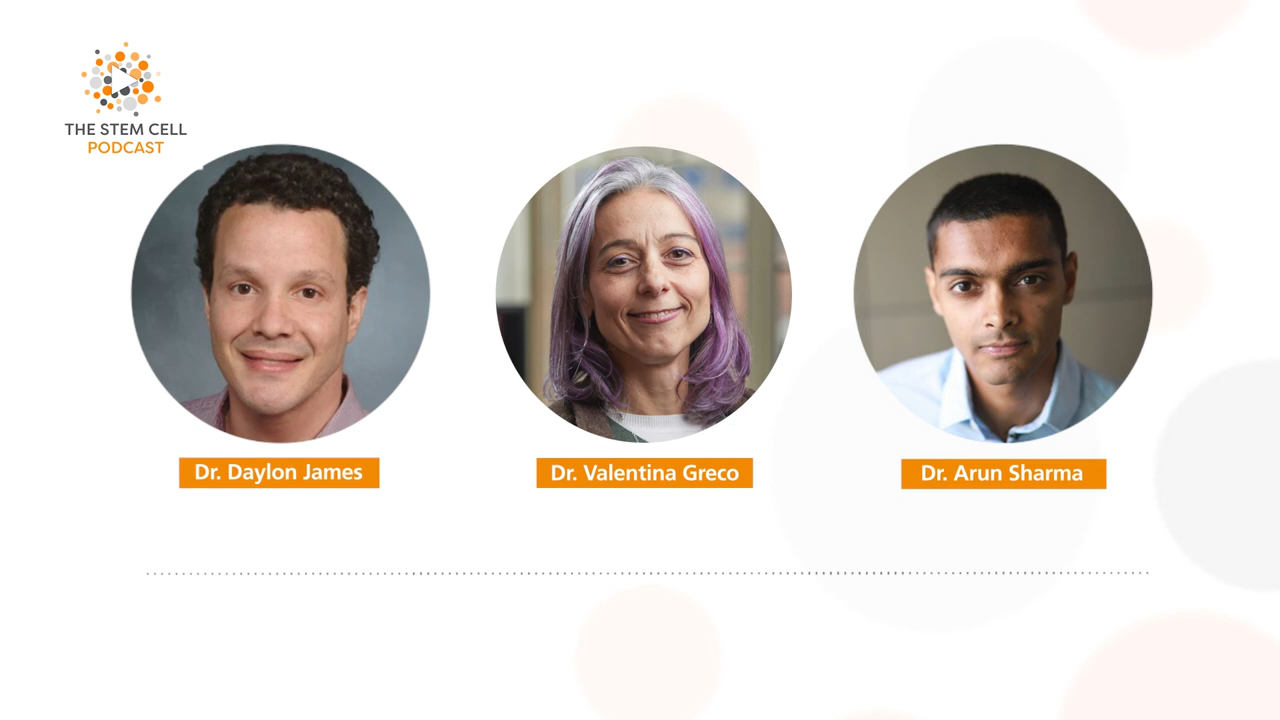 THE STEM CELL
PODCAST
Dr. Daylon James
Dr. Valentina Greco
Dr. Arun Sharma